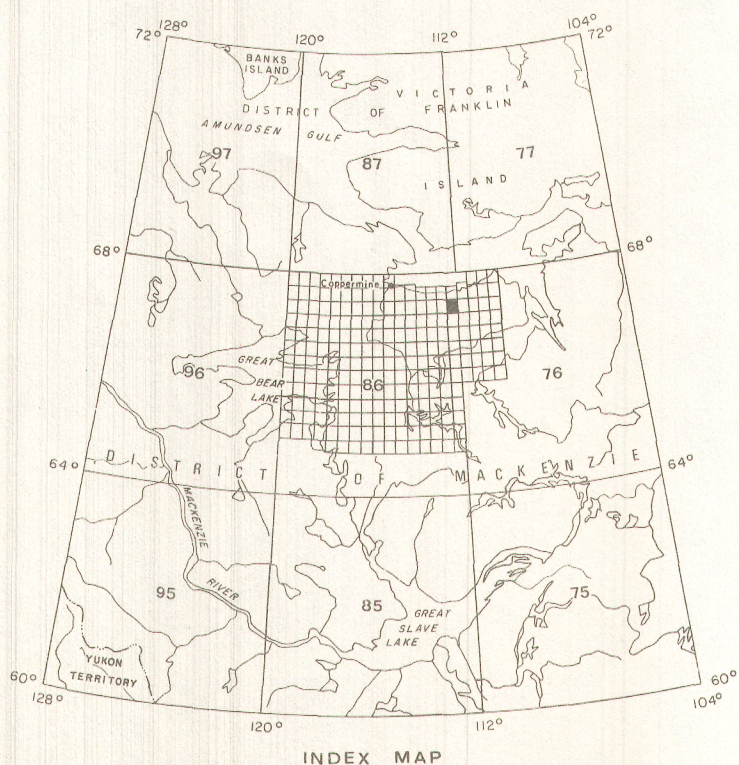 128°
120°
112°
104°
72°
72°
BANKS
ISLAND
VICTORIA
DISTRICT OF FRANKLIN
AMUNDSEN GULF
97
87
77
ISLAND
68°
68°
Coppermine
GREAT
96
86
76
BEAR
LAKE
DISTRICT OF MACKENZIE
64°
64°
MACKENZIE
RIVER
95
85
75
GREAT
SLAVE
LAKE
YUKON
TERRITORY
60°
60°
128°
120°
112°
104°
INDEX MAP